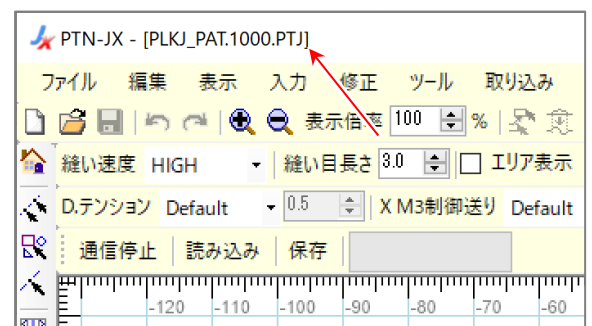 PTN-JX - [PLKJ_PAT.1000.PTJ]
ファイル 編集 表示 入力 修正 ツール 取り込み
表示倍率 100 %
縫い速度 HIGH 縫い目長さ 3.0 エリア表示
D.テンション Default 0.5 X M3制御送り Default
通信停止 読み込み 保存
-120 -110 -100 -90 -80 -70 -60